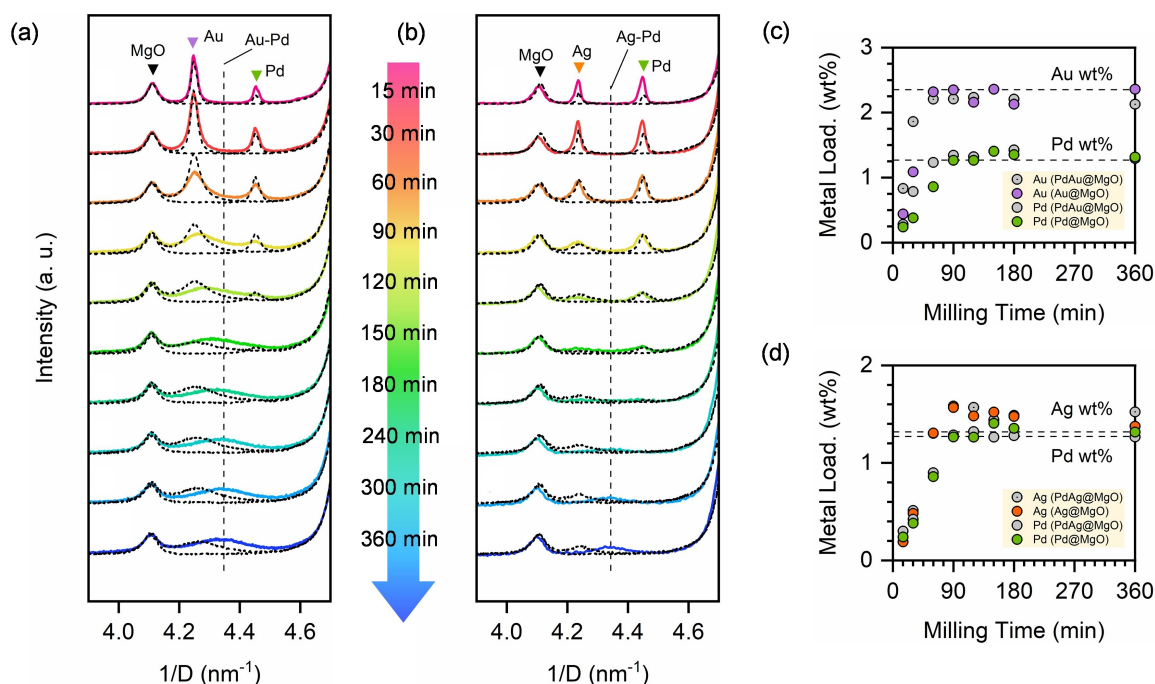 (a)
MgO
Au
Au-Pd
Pd
Intensity (a. u.)
4.0 4.2 4.4 4.6
1/D (nm⁻¹)
15 min
30 min
60 min
90 min
120 min
150 min
180 min
240 min
300 min
360 min
(b)
MgO
Ag
Ag-Pd
Pd
4.0 4.2 4.4 4.6
1/D (nm⁻¹)
(c)
Metal Load. (wt%)
3
2
1
0
Au wt%
Pd wt%
Au (PdAu@MgO)
Au (Au@MgO)
Pd (PdAu@MgO)
Pd (Pd@MgO)
0 90 180 270 360
Milling Time (min)
(d)
Metal Load. (wt%)
2
1
0
Ag wt%
Pd wt%
Ag (PdAg@MgO)
Ag (Ag@MgO)
Pd (PdAg@MgO)
Pd (Pd@MgO)
0 90 180 270 360
Milling Time (min)